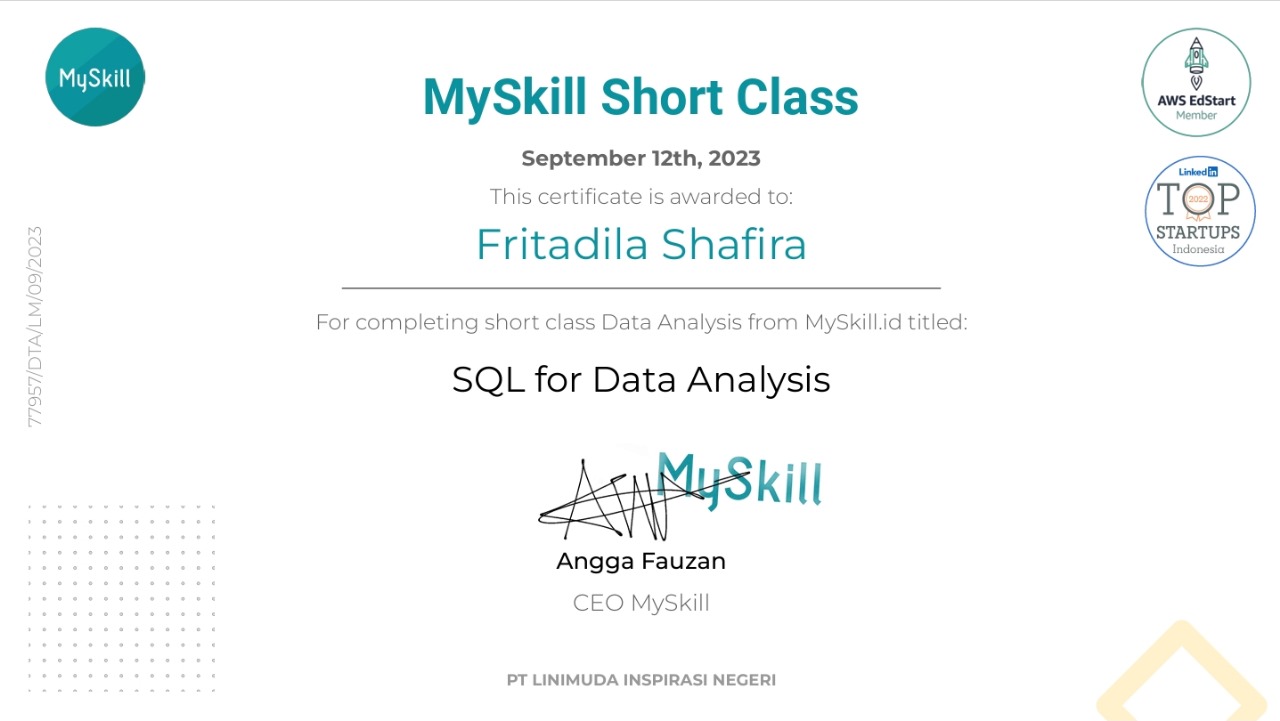 MySkill
MySkill Short Class
AWS EdStart
Member
September 12th, 2023
This certificate is awarded to:
Linked in
TOP
2022
STARTUPS
Indonesia
Fritadila Shafira
77957/DTA/LM/09/2023
For completing short class Data Analysis from MySkill.id titled:
SQL for Data Analysis
MySkill
Angga Fauzan
CEO MySkill
PT LINIMUDA INSPIRASI NEGERI